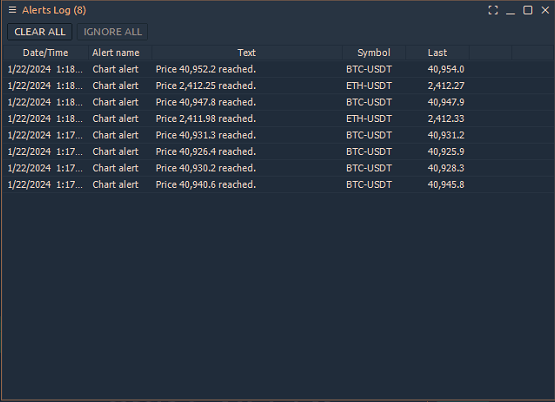 Alerts Log (8)
CLEAR ALL IGNORE ALL
Date/Time Alert name Text Symbol Last
1/22/2024 1:18... Chart alert Price 40,952.2 reached. BTC-USDT 40,954.0
1/22/2024 1:18... Chart alert Price 2,412.25 reached. ETH-USDT 2,412.27
1/22/2024 1:18... Chart alert Price 40,947.8 reached. BTC-USDT 40,947.9
1/22/2024 1:18... Chart alert Price 2,411.98 reached. ETH-USDT 2,412.33
1/22/2024 1:17... Chart alert Price 40,931.3 reached. BTC-USDT 40,931.2
1/22/2024 1:17... Chart alert Price 40,926.4 reached. BTC-USDT 40,925.9
1/22/2024 1:17... Chart alert Price 40,930.2 reached. BTC-USDT 40,928.3
1/22/2024 1:17... Chart alert Price 40,940.6 reached. BTC-USDT 40,945.8